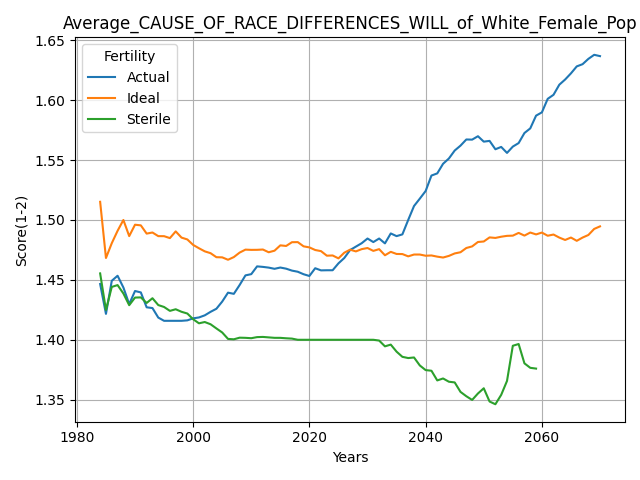 Average_CAUSE_OF_RACE_DIFFERENCES_WILL_of_White_Female_Pop
Fertility
Actual
Ideal
Sterile
Score(1-2)
1.65
1.60
1.55
1.50
1.45
1.40
1.35
1980 2000 2020 2040 2060
Years